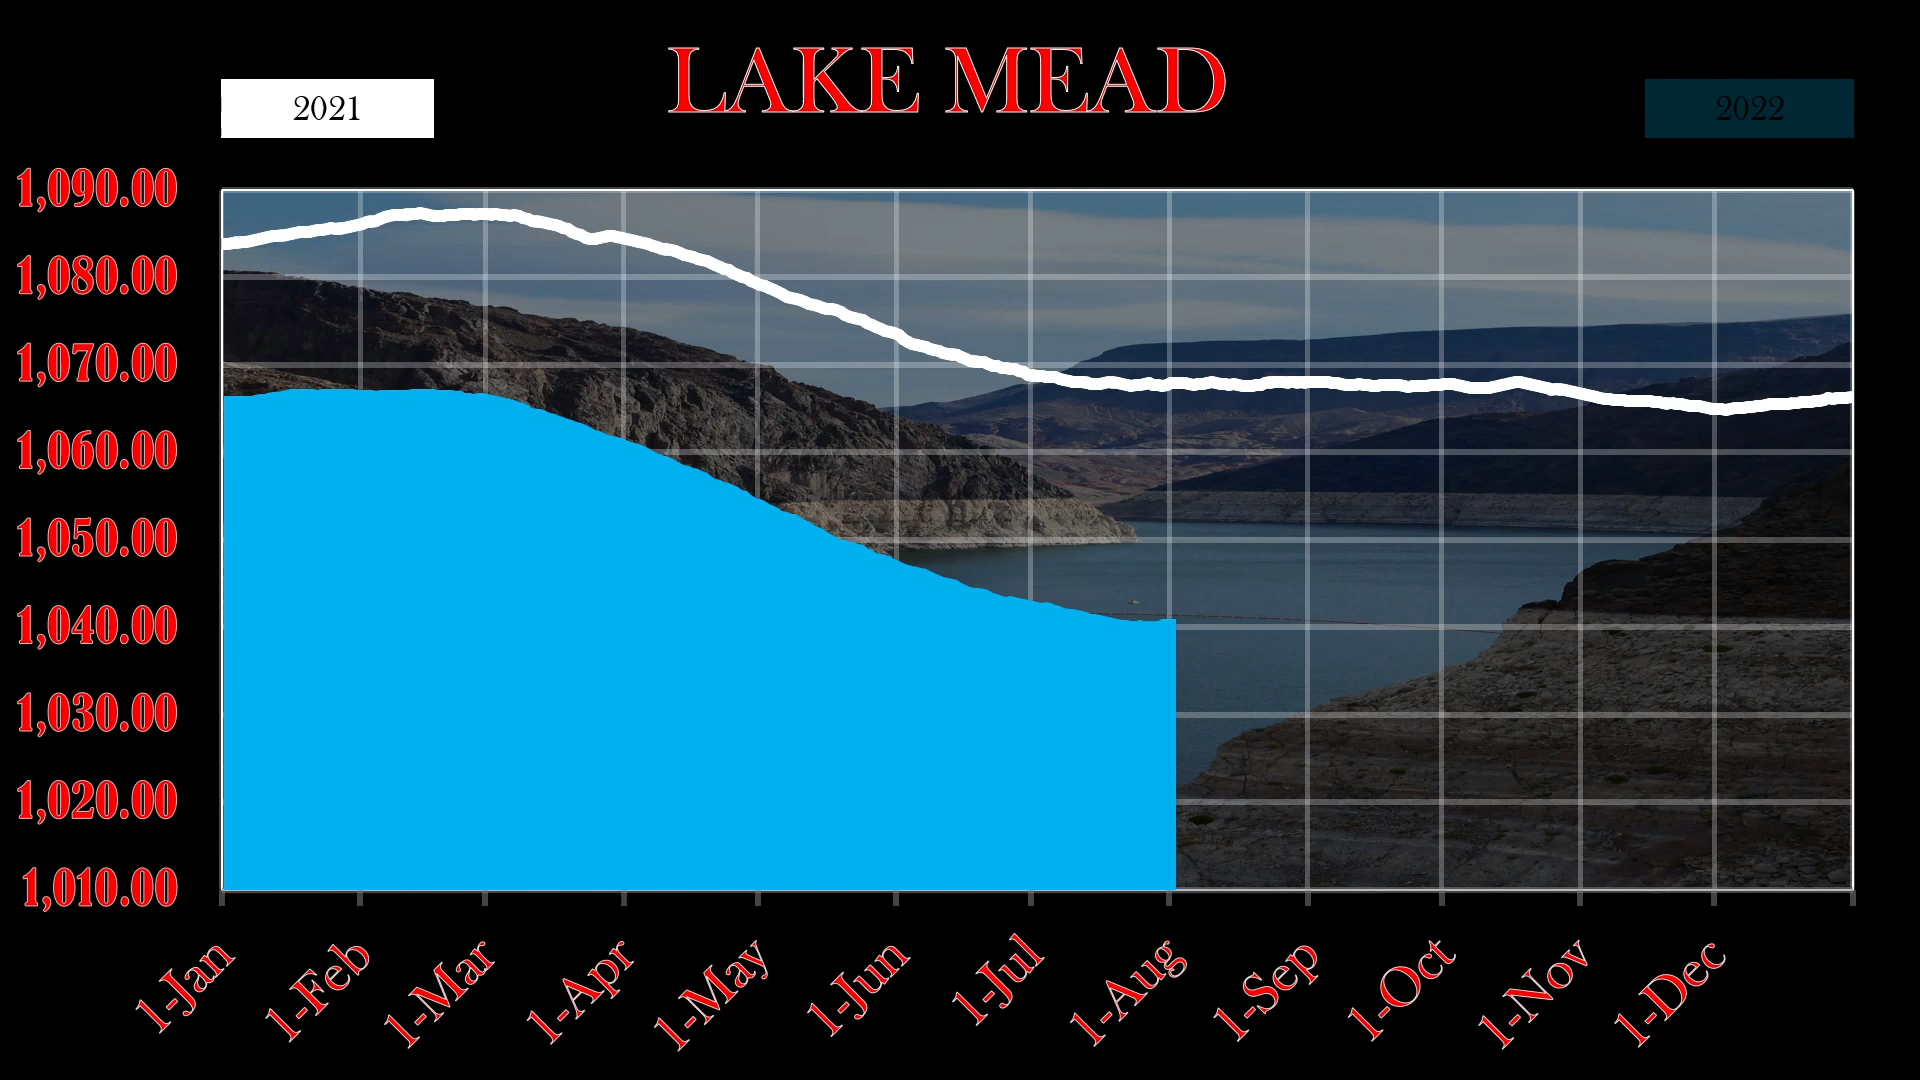 LAKE MEAD
2021
2022
1,090.00
1,080.00
1,070.00
1,060.00
1,050.00
1,040.00
1,030.00
1,020.00
1,010.00
1-Jan
1-Feb
1-Mar
1-Apr
1-May
1-Jun
1-Jul
1-Aug
1-Sep
1-Oct
1-Nov
1-Dec